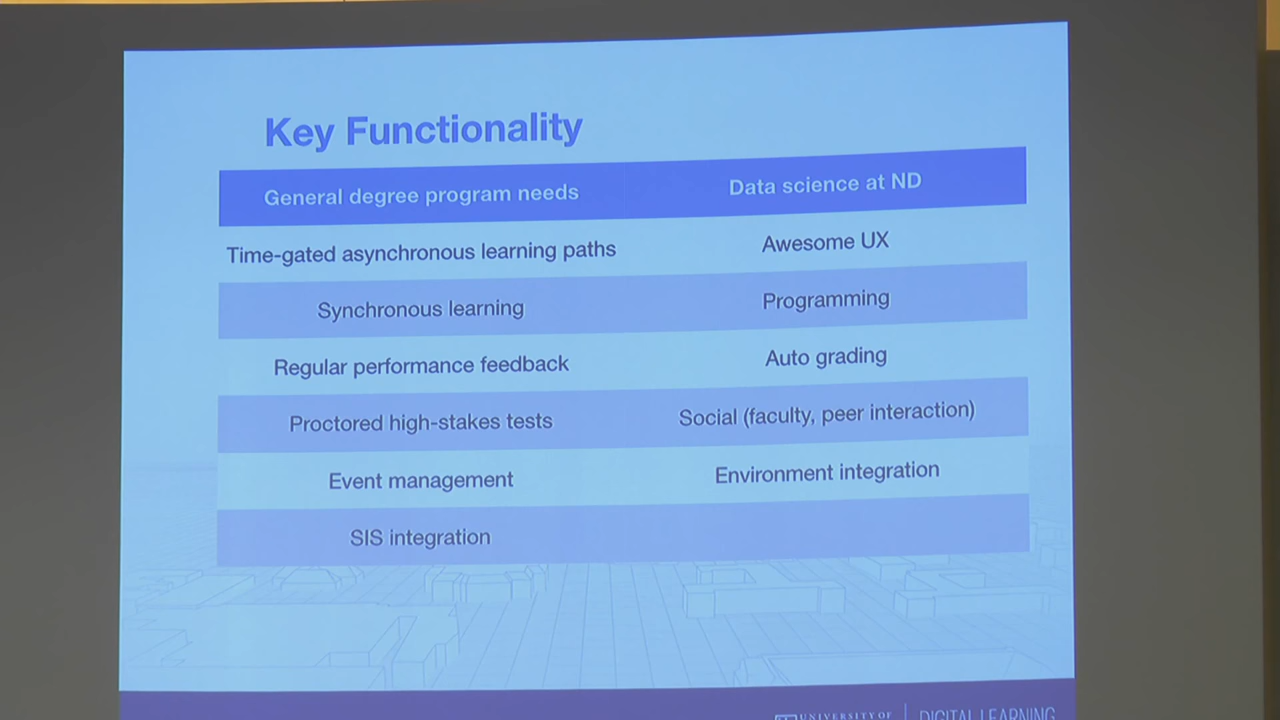 Key Functionality
General degree program needs Data science at ND
Time-gated asynchronous learning paths Awesome UX
Synchronous learning Programming
Regular performance feedback Auto grading
Proctored high-stakes tests Social (faculty, peer interaction)
Event management Environment integration
SIS integration
UNIVERSITY OF DIGITAL LEARNING